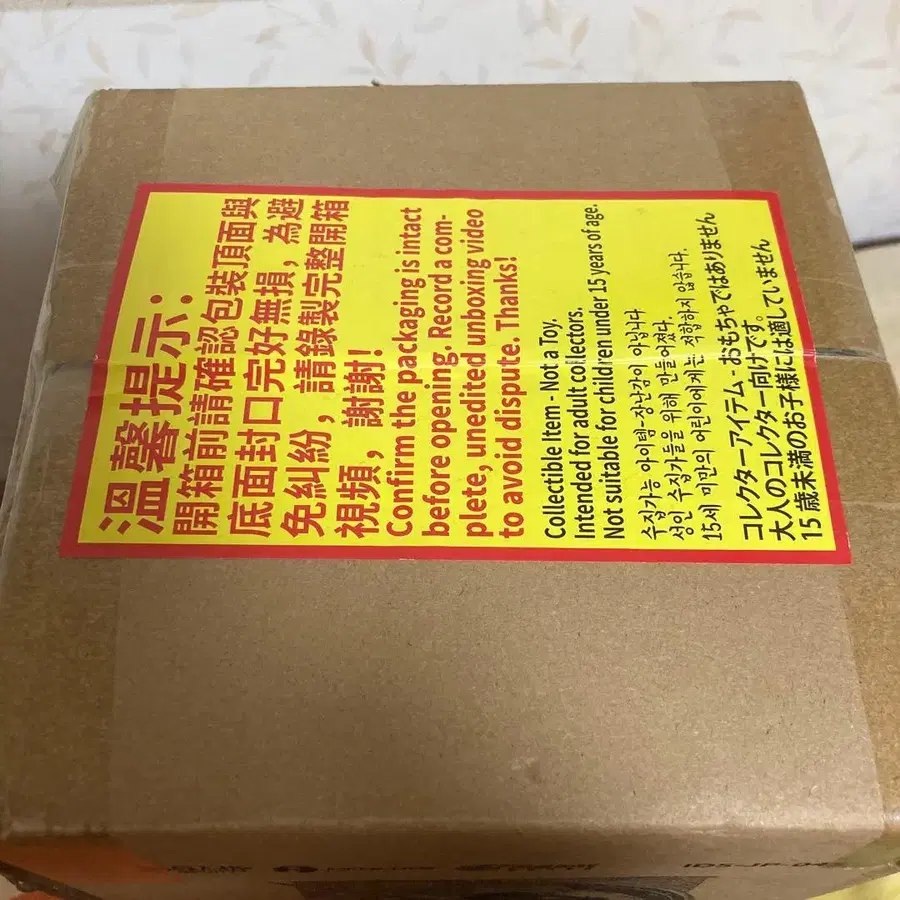 溫馨提示：
開箱前請確認包裝頂面與
底面封口完好無損，為避
免糾紛，請錄製完整開箱
視頻，謝謝！
Confirm the packaging is intact
before opening. Record a com-
plete, unedited unboxing video
to avoid dispute. Thanks!
Collectible Item - Not a Toy.
Intended for adult collectors.
Not suitable for children under 15 years of age.
수집가능 아이템-장난감이 아닙니다
성인 수집가들을 위해 만들어졌다.
15세 미만의 어린이에게는 적합하지 않습니다.
コレクターアイテム - おもちゃではありません
大人のコレクター向けです。
15 歳未満のお子様には適していません